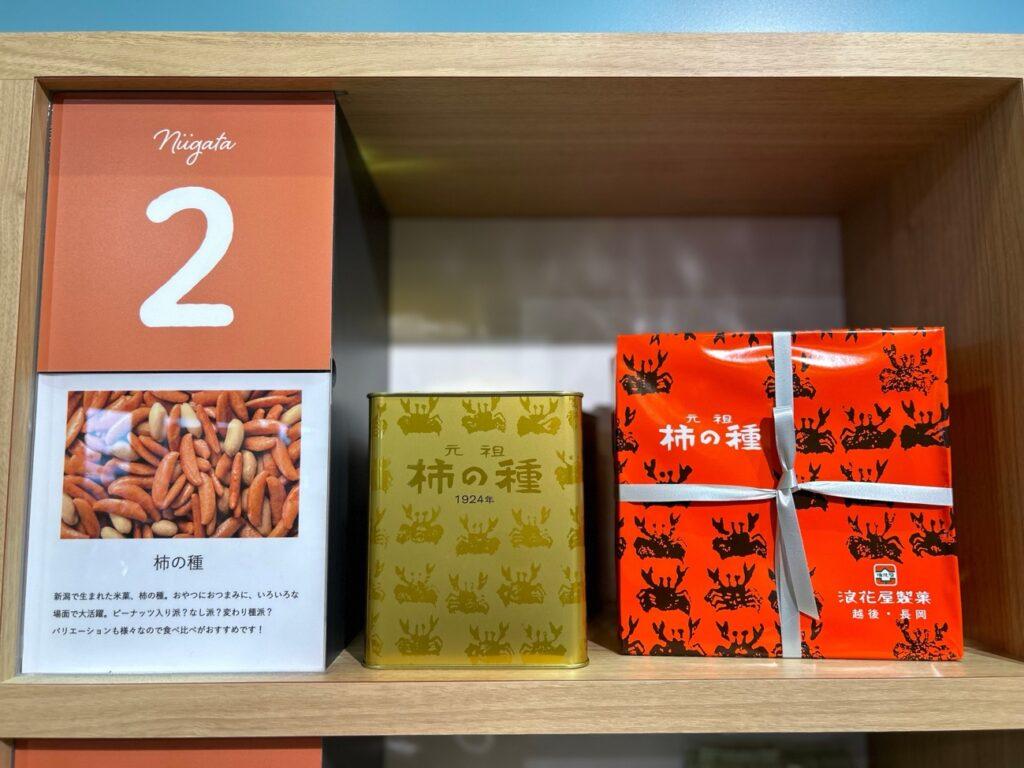 Niigata
2
柿の種
新潟で生まれた米菓、柿の種。おやつにおつまみに、いろいろな
場面で大活躍。ピーナッツ入り派？なし派？変わり種派？
バリエーションも様々なので食べ比べがおすすめです！
元祖
柿の種
1924年
元祖
柿の種
浪花屋製菓
越後・長岡